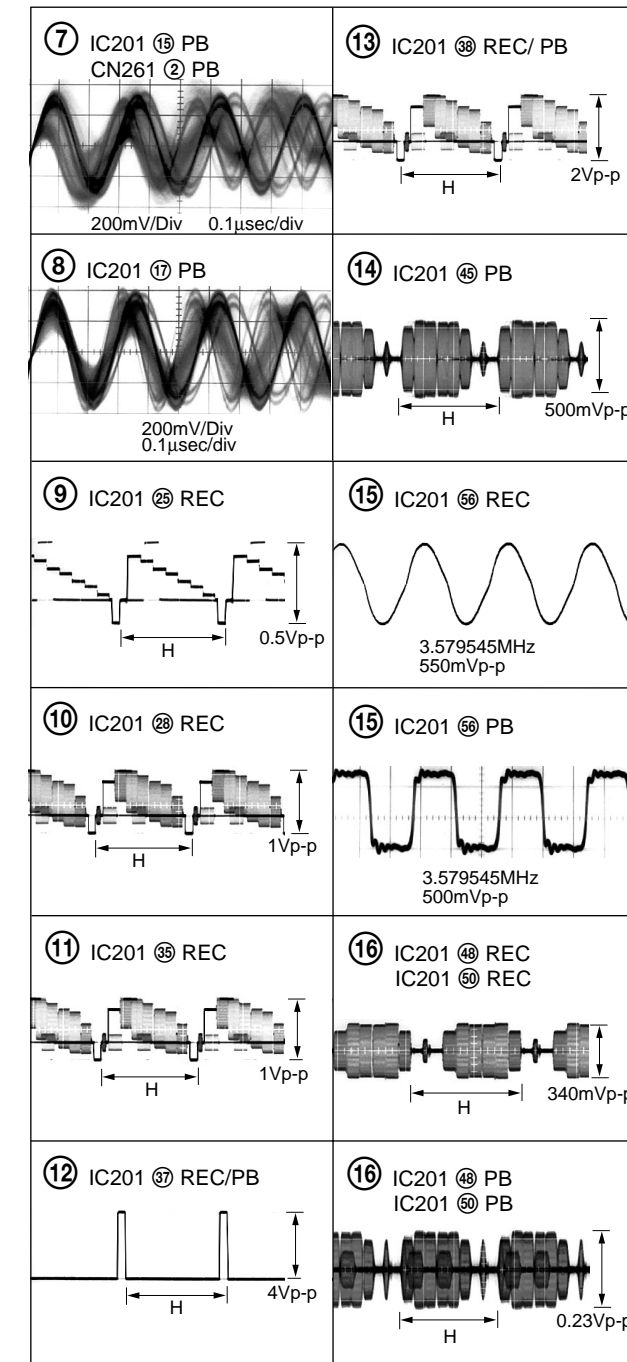 ⑦ IC201 ⑮ PB
CN261 ② PB
200mV/Div 0.1μsec/div
⑧ IC201 ⑰ PB
200mV/Div
0.1μsec/div
⑨ IC201 ㉕ REC
H
0.5Vp-p
⑩ IC201 ㉘ REC
H
1Vp-p
⑪ IC201 ㉟ REC
H
1Vp-p
⑫ IC201 ㊲ REC/PB
H
4Vp-p
⑬ IC201 ㊳ REC/ PB
H
2Vp-p
⑭ IC201 ㊺ PB
H
500mVp-p
⑮ IC201 56 REC
3.579545MHz
550mVp-p
⑮ IC201 56 PB
3.579545MHz
500mVp-p
⑯ IC201 ㊽ REC
IC201 ㊿ REC
H
340mVp-p
⑯ IC201 ㊽ PB
IC201 ㊿ PB
H
0.23Vp-p